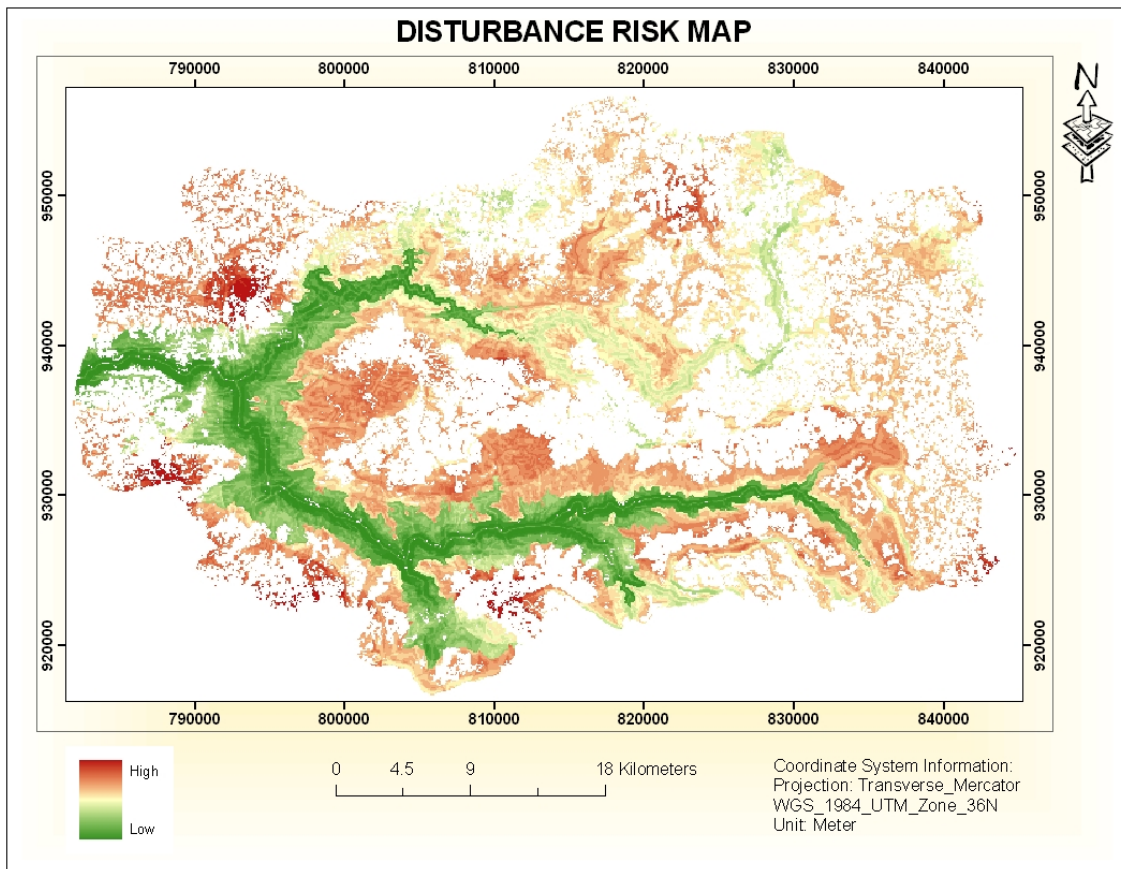 DISTURBANCE RISK MAP
790000 800000 810000 820000 830000 840000
N
950000 950000
940000 940000
930000 930000
920000 920000
790000 800000 810000 820000 830000 840000
High
Low
0 4.5 9 18 Kilometers
Coordinate System Information:
Projection: Transverse_Mercator
WGS_1984_UTM_Zone_36N
Unit: Meter